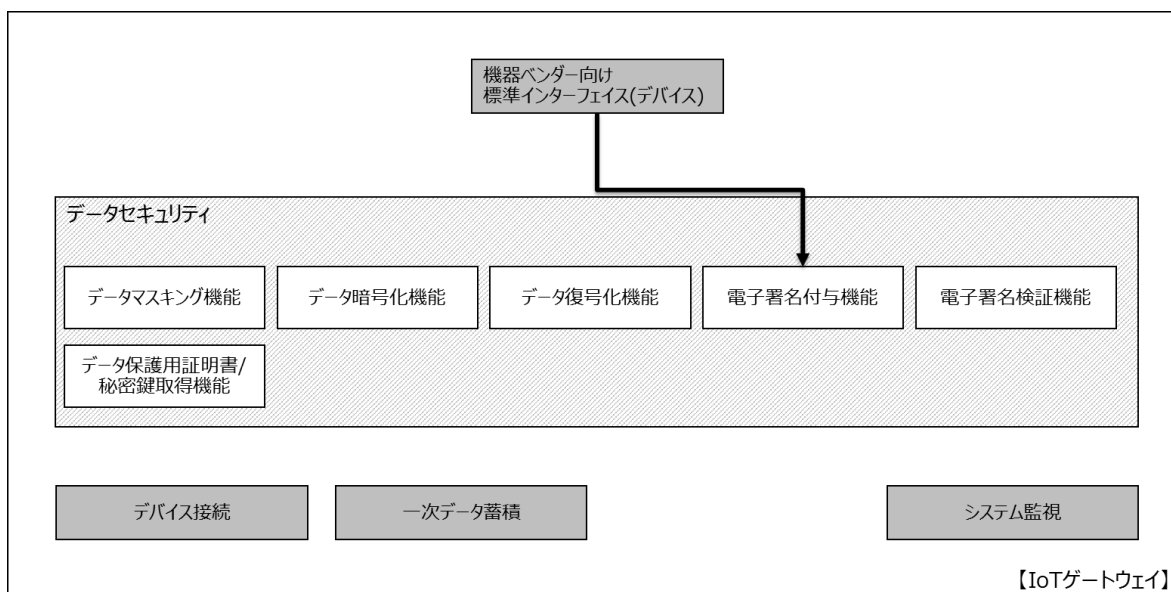 機器ベンダー向け
標準インターフェイス(デバイス)
データセキュリティ
データマスキング機能
データ暗号化機能
データ復号化機能
電子署名付与機能
電子署名検証機能
データ保護用証明書/
秘密鍵取得機能
デバイス接続
一次データ蓄積
システム監視
【IoTゲートウェイ】